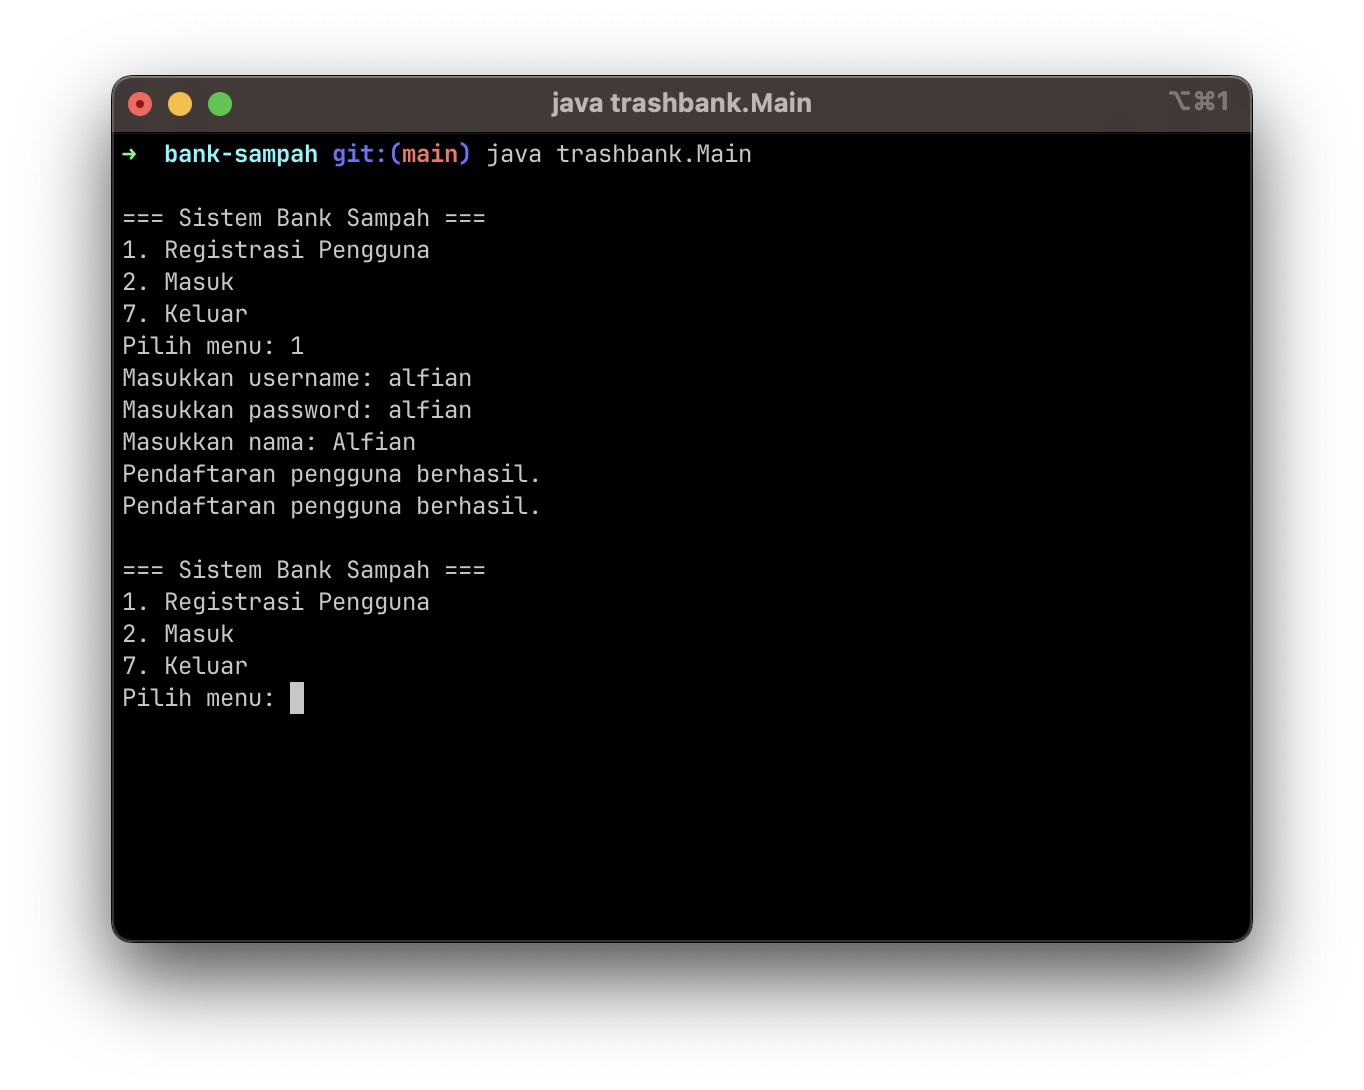 java trashbank.Main
⌥⌘1
➜ bank-sampah git:(main) java trashbank.Main
=== Sistem Bank Sampah ===
1. Registrasi Pengguna
2. Masuk
7. Keluar
Pilih menu: 1
Masukkan username: alfian
Masukkan password: alfian
Masukkan nama: Alfian
Pendaftaran pengguna berhasil.
Pendaftaran pengguna berhasil.
=== Sistem Bank Sampah ===
1. Registrasi Pengguna
2. Masuk
7. Keluar
Pilih menu: